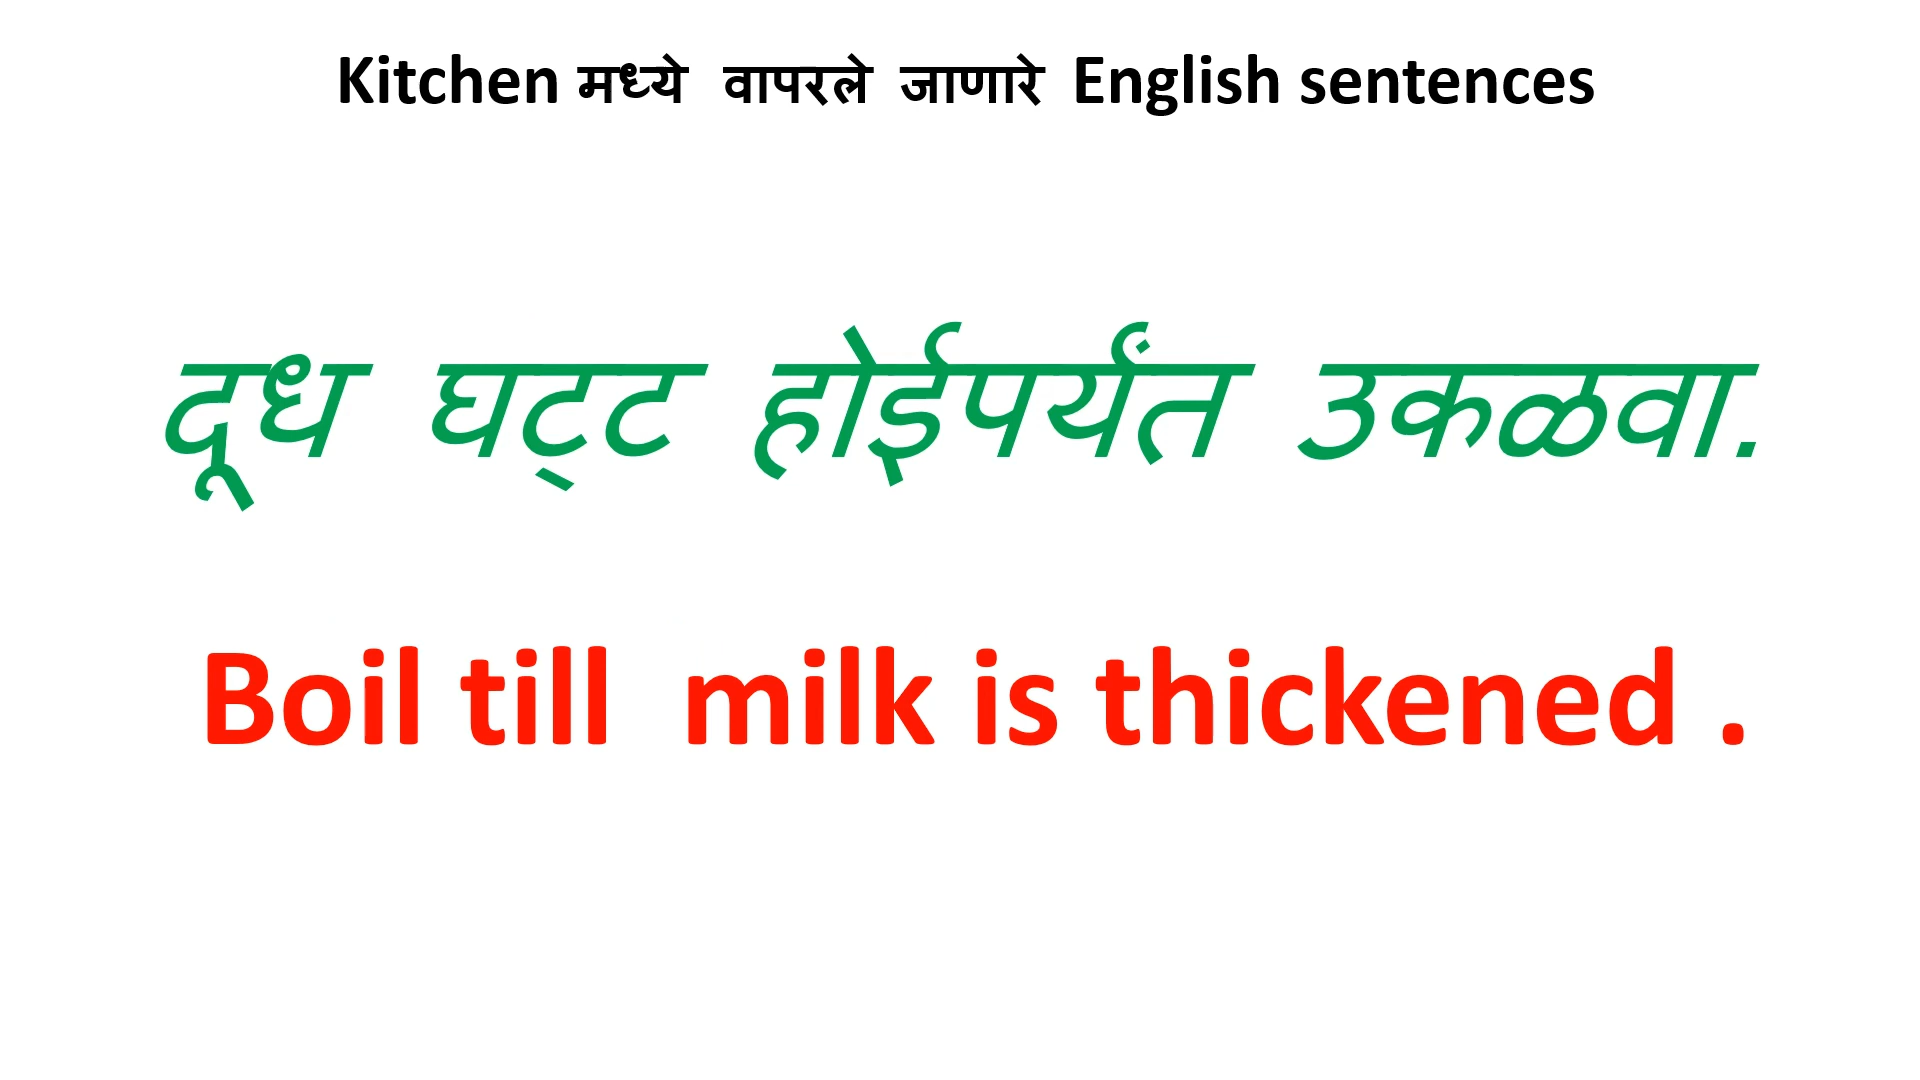 Kitchen मध्ये वापरले जाणारे English sentences
दूध घट्ट होईपर्यंत उकळवा.
Boil till milk is thickened .